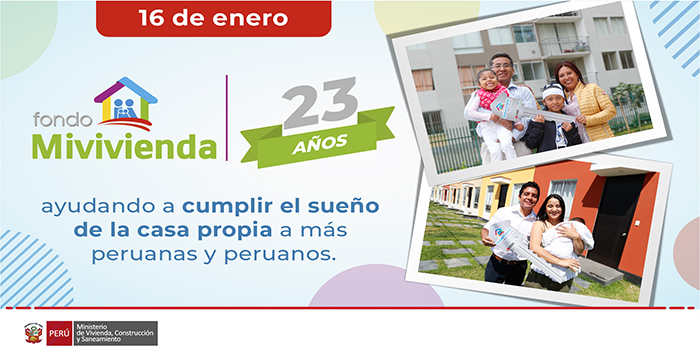 16 de enero
fondo
Mivivienda
23
AÑOS
ayudando a cumplir el sueño
de la casa propia a más
peruanas y peruanos.
PERÚ
Ministerio
de Vivienda, Construcción
y Saneamiento